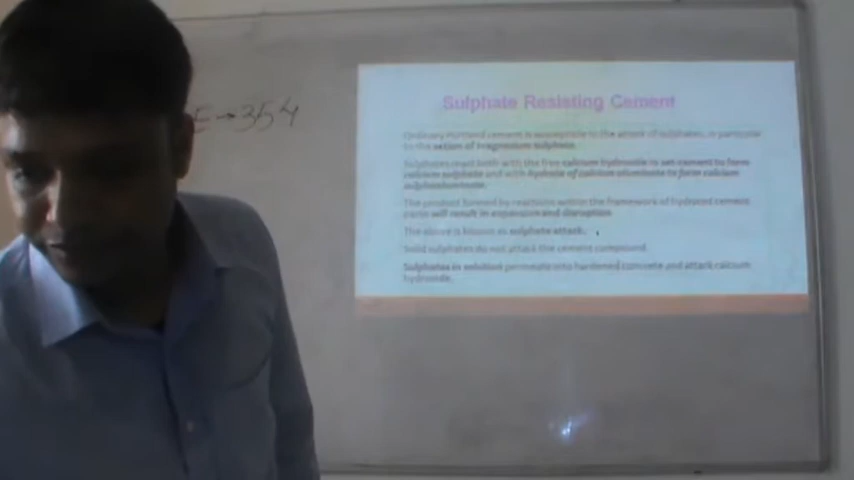 E → 354
Sulphate Resisting Cement
Ordinary Portland cement is susceptible to the attack of sulphates, in particular
to the action of magnesium sulphate.
Sulphates react both with the free calcium hydroxide in set cement to form
calcium sulphate and with hydrate of calcium aluminate to form calcium
sulphoaluminate.
The product formed by reactions within the framework of hydrated cement
paste will result in expansion and disruption.
The above is known as sulphate attack.
Solid sulphates do not attack the cement compound.
Sulphates in solution permeate into hardened concrete and attack calcium
hydroxide.